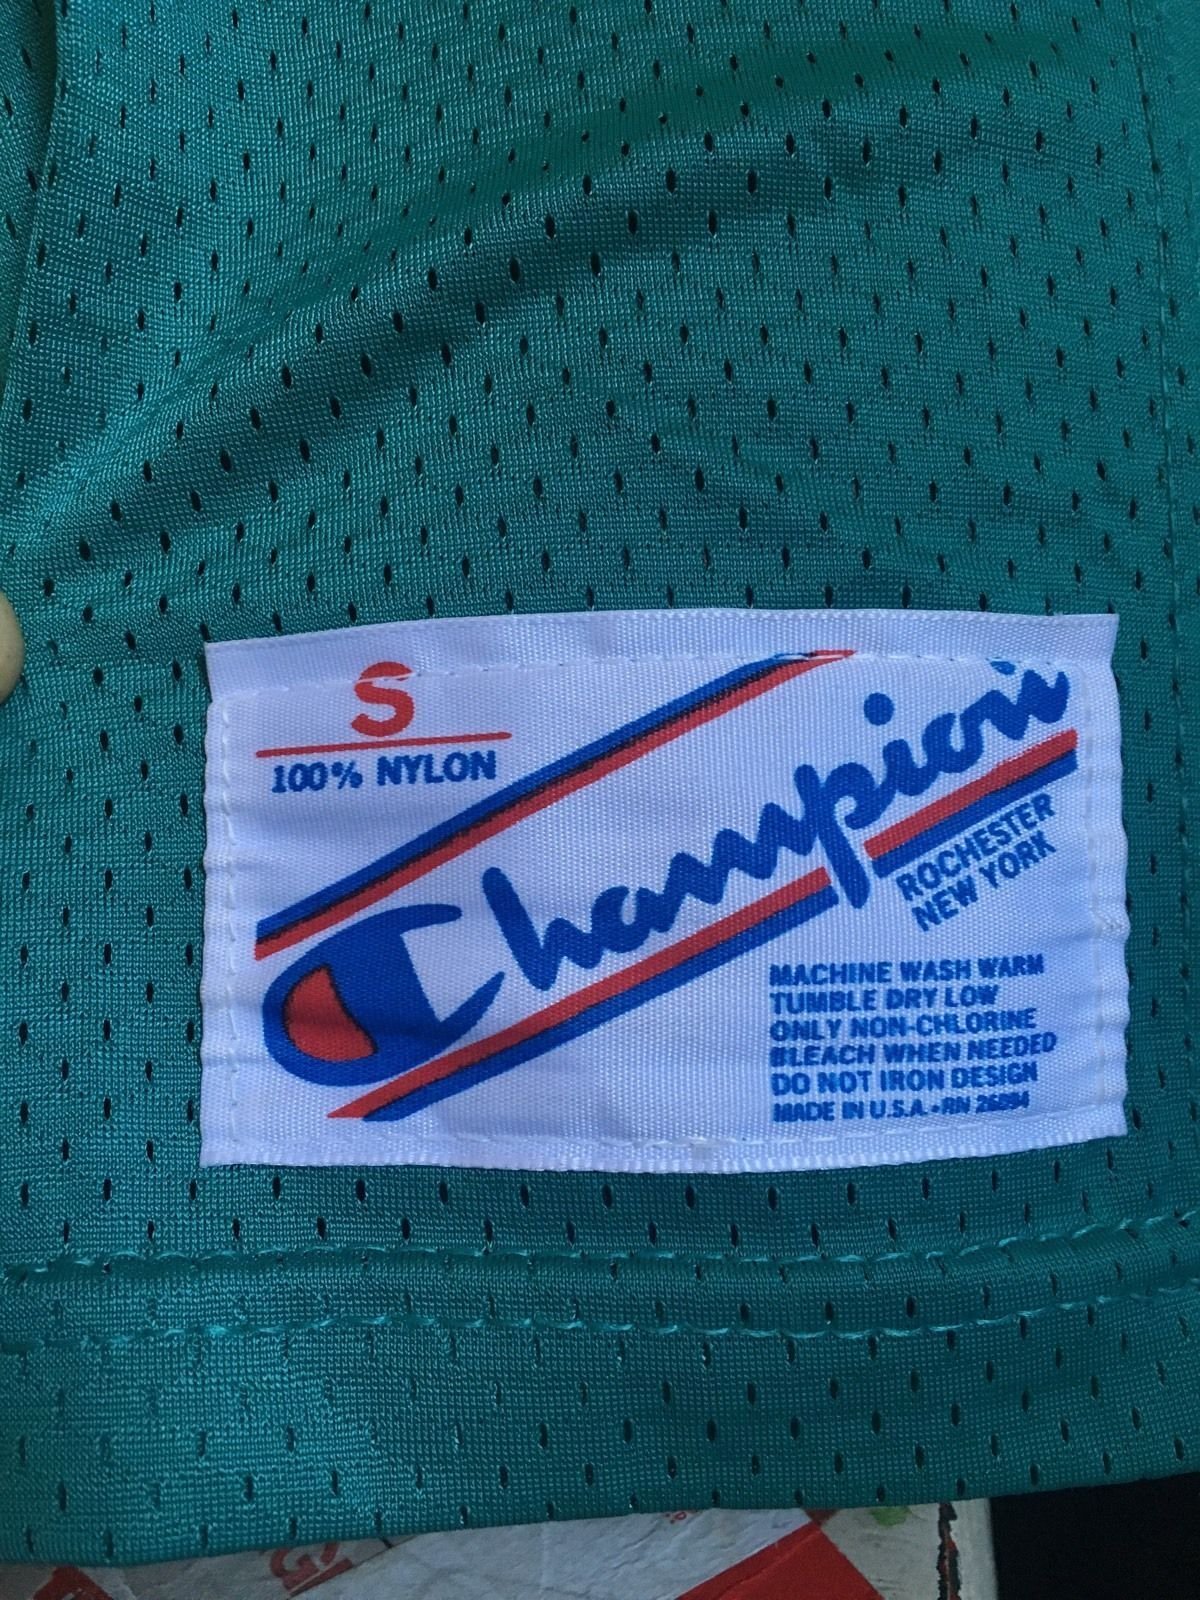 S
100% NYLON
Champion
ROCHESTER
NEW YORK
MACHINE WASH WARM
TUMBLE DRY LOW
ONLY NON-CHLORINE
BLEACH WHEN NEEDED
DO NOT IRON DESIGN
MADE IN U.S.A. • RN 26094
G